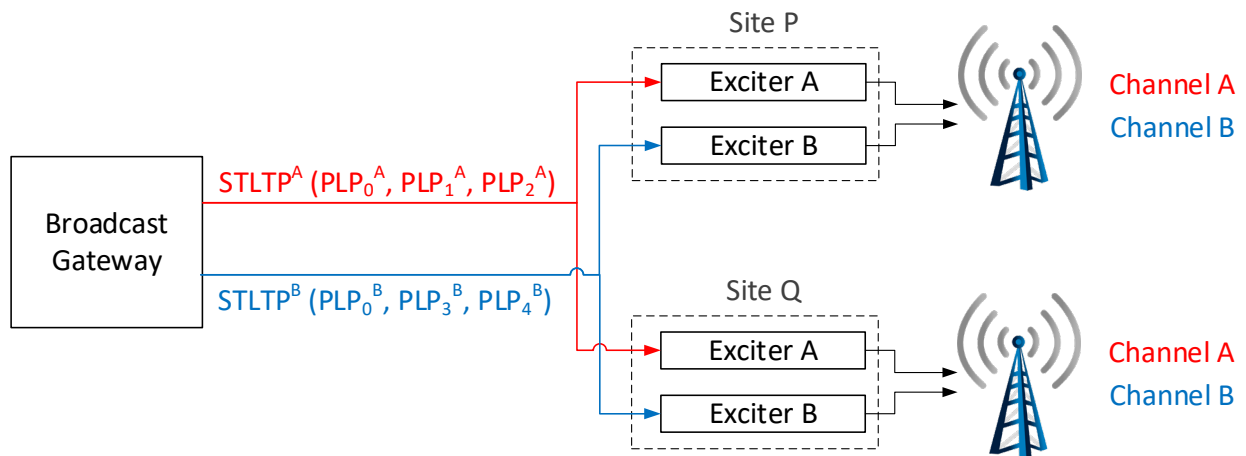 Site P
Exciter A
Exciter B
Channel A
Channel B
Broadcast
Gateway
STLTPᴬ (PLP₀ᴬ, PLP₁ᴬ, PLP₂ᴬ)
STLTPᴮ (PLP₀ᴮ, PLP₃ᴮ, PLP₄ᴮ)
Site Q
Exciter A
Exciter B
Channel A
Channel B